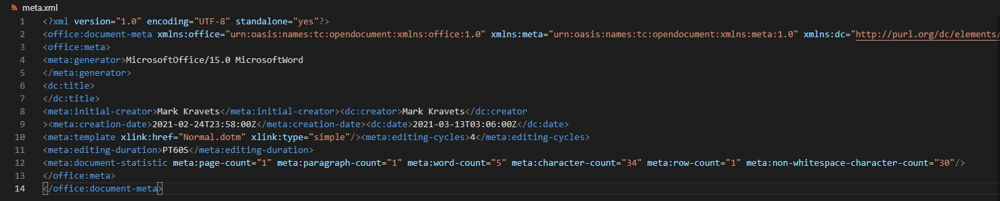 meta.xml
1 <?xml version="1.0" encoding="UTF-8" standalone="yes"?>
2 <office:document-meta xmlns:office="urn:oasis:names:tc:opendocument:xmlns:office:1.0" xmlns:meta="urn:oasis:names:tc:opendocument:xmlns:meta:1.0" xmlns:dc="http://purl.org/dc/elements/
3 <office:meta>
4 <meta:generator>MicrosoftOffice/15.0 MicrosoftWord
5 </meta:generator>
6 <dc:title>
7 </dc:title>
8 <meta:initial-creator>Mark Kravets</meta:initial-creator><dc:creator>Mark Kravets</dc:creator
9 ><meta:creation-date>2021-02-24T23:58:00Z</meta:creation-date><dc:date>2021-03-13T03:06:00Z</dc:date>
10 <meta:template xlink:href="Normal.dotm" xlink:type="simple"/><meta:editing-cycles>4</meta:editing-cycles>
11 <meta:editing-duration>PT60S</meta:editing-duration>
12 <meta:document-statistic meta:page-count="1" meta:paragraph-count="1" meta:word-count="5" meta:character-count="34" meta:row-count="1" meta:non-whitespace-character-count="30"/>
13 </office:meta>
14 </office:document-meta>